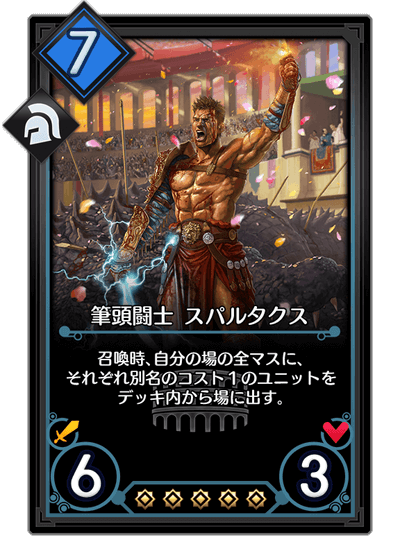 7
筆頭闘士 スパルタクス
召喚時、自分の場の全マスに、
それぞれ別名のコスト1のユニットを
デッキ内から場に出す。
6
3